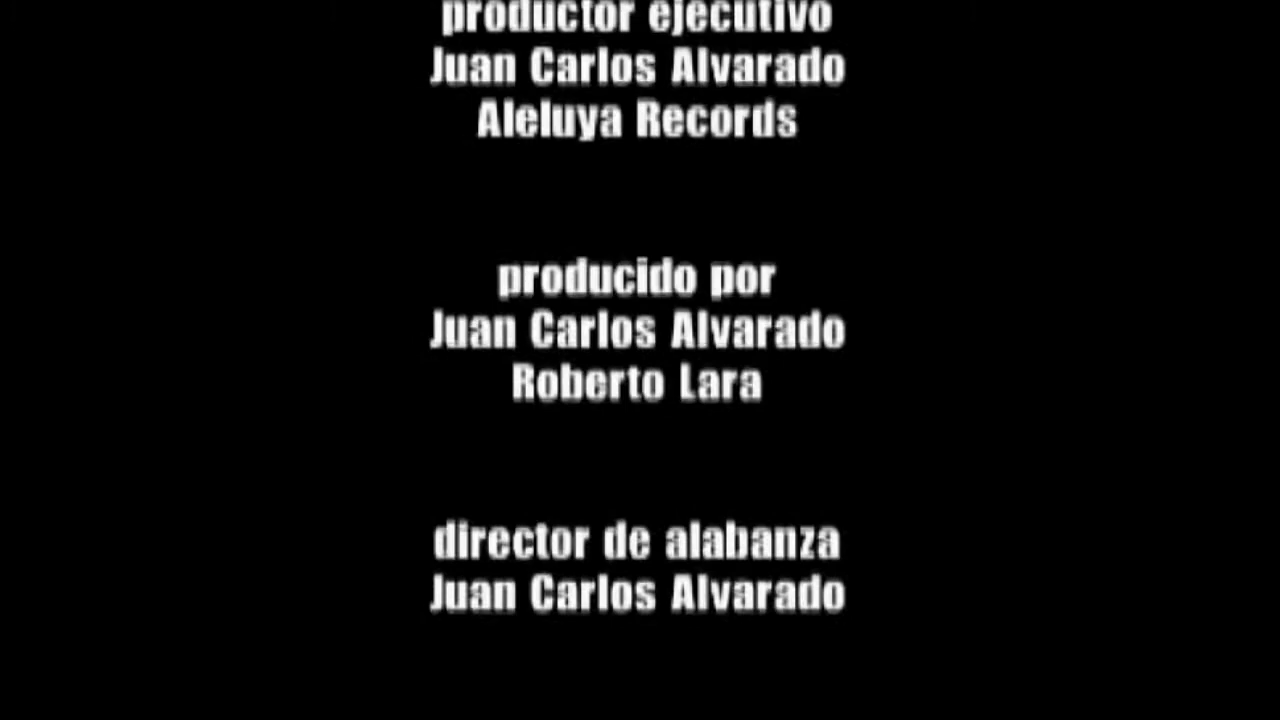 productor ejecutivo
Juan Carlos Alvarado
Aleluya Records
producido por
Juan Carlos Alvarado
Roberto Lara
director de alabanza
Juan Carlos Alvarado